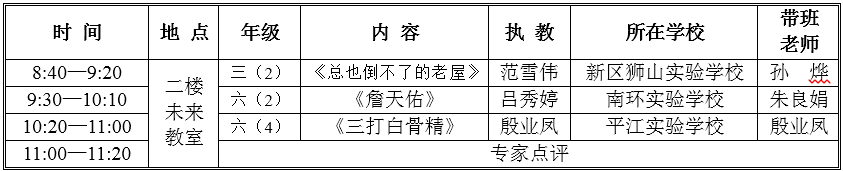 时 间 地 点 年级 内 容 执 教 所在学校 带班老师
8:40—9:20 二楼未来教室 三（2） 《总也倒不了的老屋》 范雪伟 新区狮山实验学校 孙 烨
9:30—10:10 六（2） 《詹天佑》 吕秀婷 南环实验学校 朱良娟
10:20—11:00 六（4） 《三打白骨精》 殷业凤 平江实验学校 殷业凤
11:00—11:20 专家点评